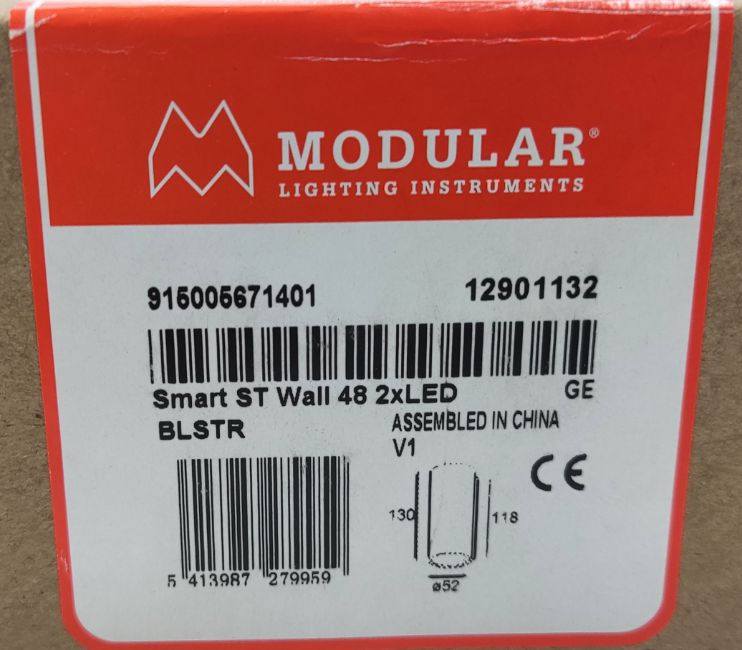 MODULAR®
LIGHTING INSTRUMENTS
915005671401 12901132
Smart ST Wall 48 2xLED GE
BLSTR ASSEMBLED IN CHINA
V1
CE
130 118
ø52
5 413987 279959